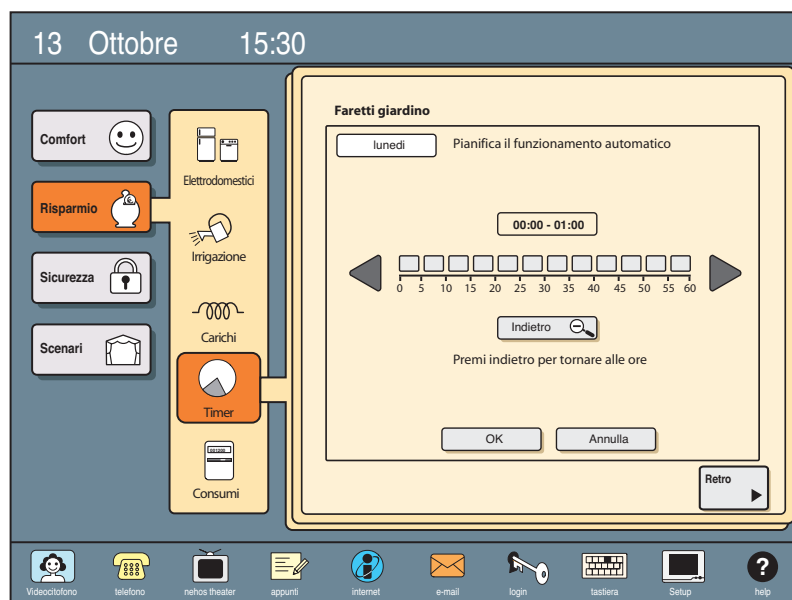 13 Ottobre 15:30
Comfort
Risparmio
Sicurezza
Scenari
Elettrodomestici
Irrigazione
Carichi
Timer
001200
Consumi
Faretti giardino
lunedi
Pianifica il funzionamento automatico
00:00 - 01:00
0 5 10 15 20 25 30 35 40 45 50 55 60
Indietro
Premi indietro per tornare alle ore
OK Annulla
Retro
Videocitofono telefono nehos theater appunti internet e-mail login tastiera Setup help